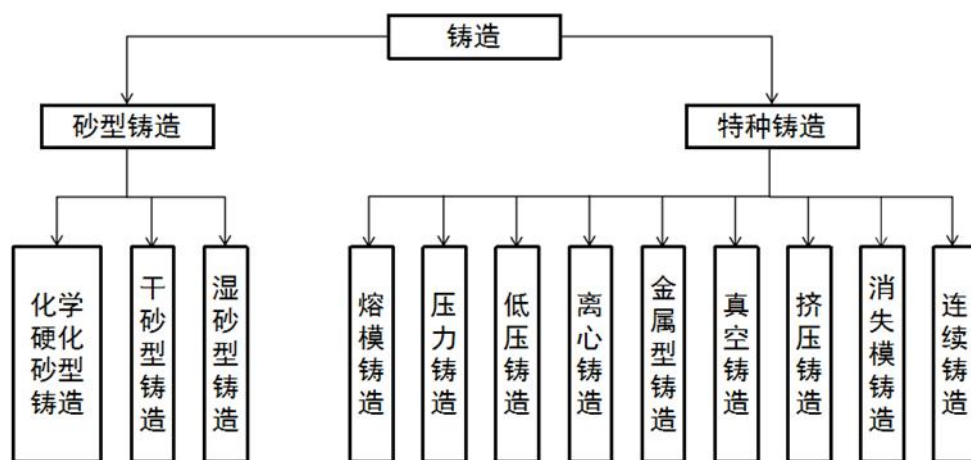 铸造
砂型铸造
特种铸造
化学
硬化
砂型
铸造
干砂型铸造
湿砂型铸造
熔模铸造
压力铸造
低压铸造
离心铸造
金属型铸造
真空铸造
挤压铸造
消失模铸造
连续铸造